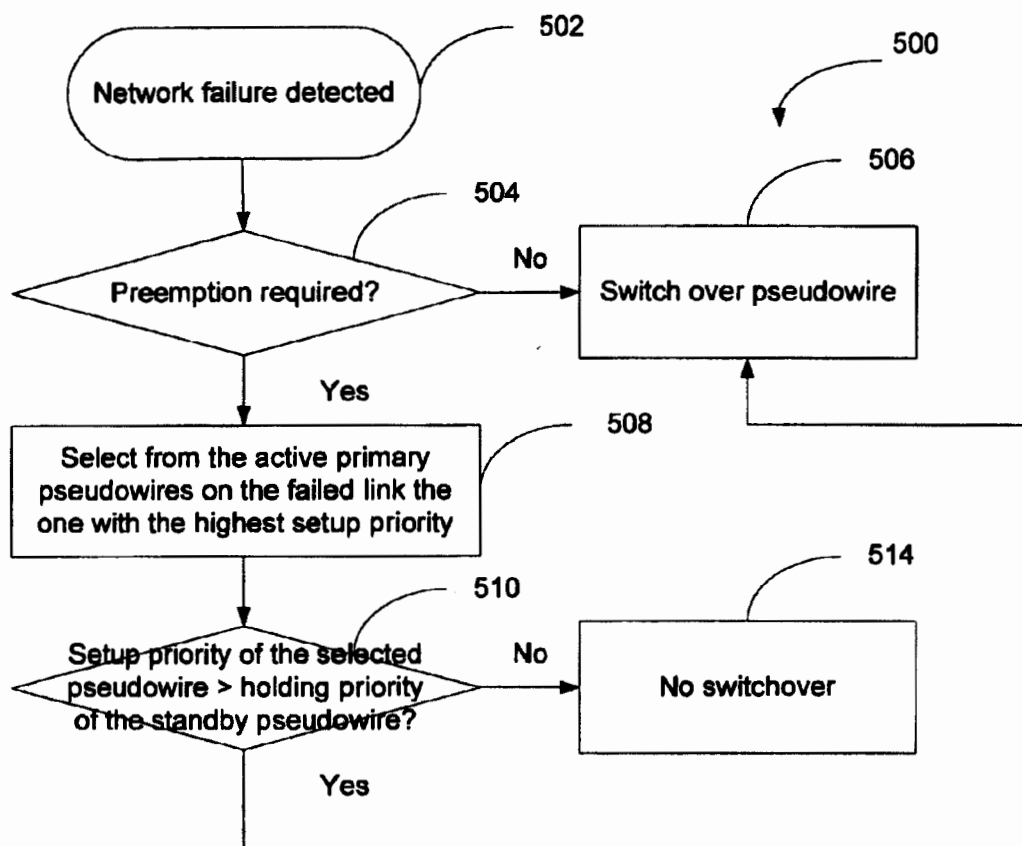 502
500
Network failure detected
506
504
No
Preemption required?
Switch over pseudowire
Yes
508
Select from the active primary
pseudowires on the failed link the
one with the highest setup priority
514
510
Setup priority of the selected
pseudowire > holding priority
of the standby pseudowire?
No
No switchover
Yes